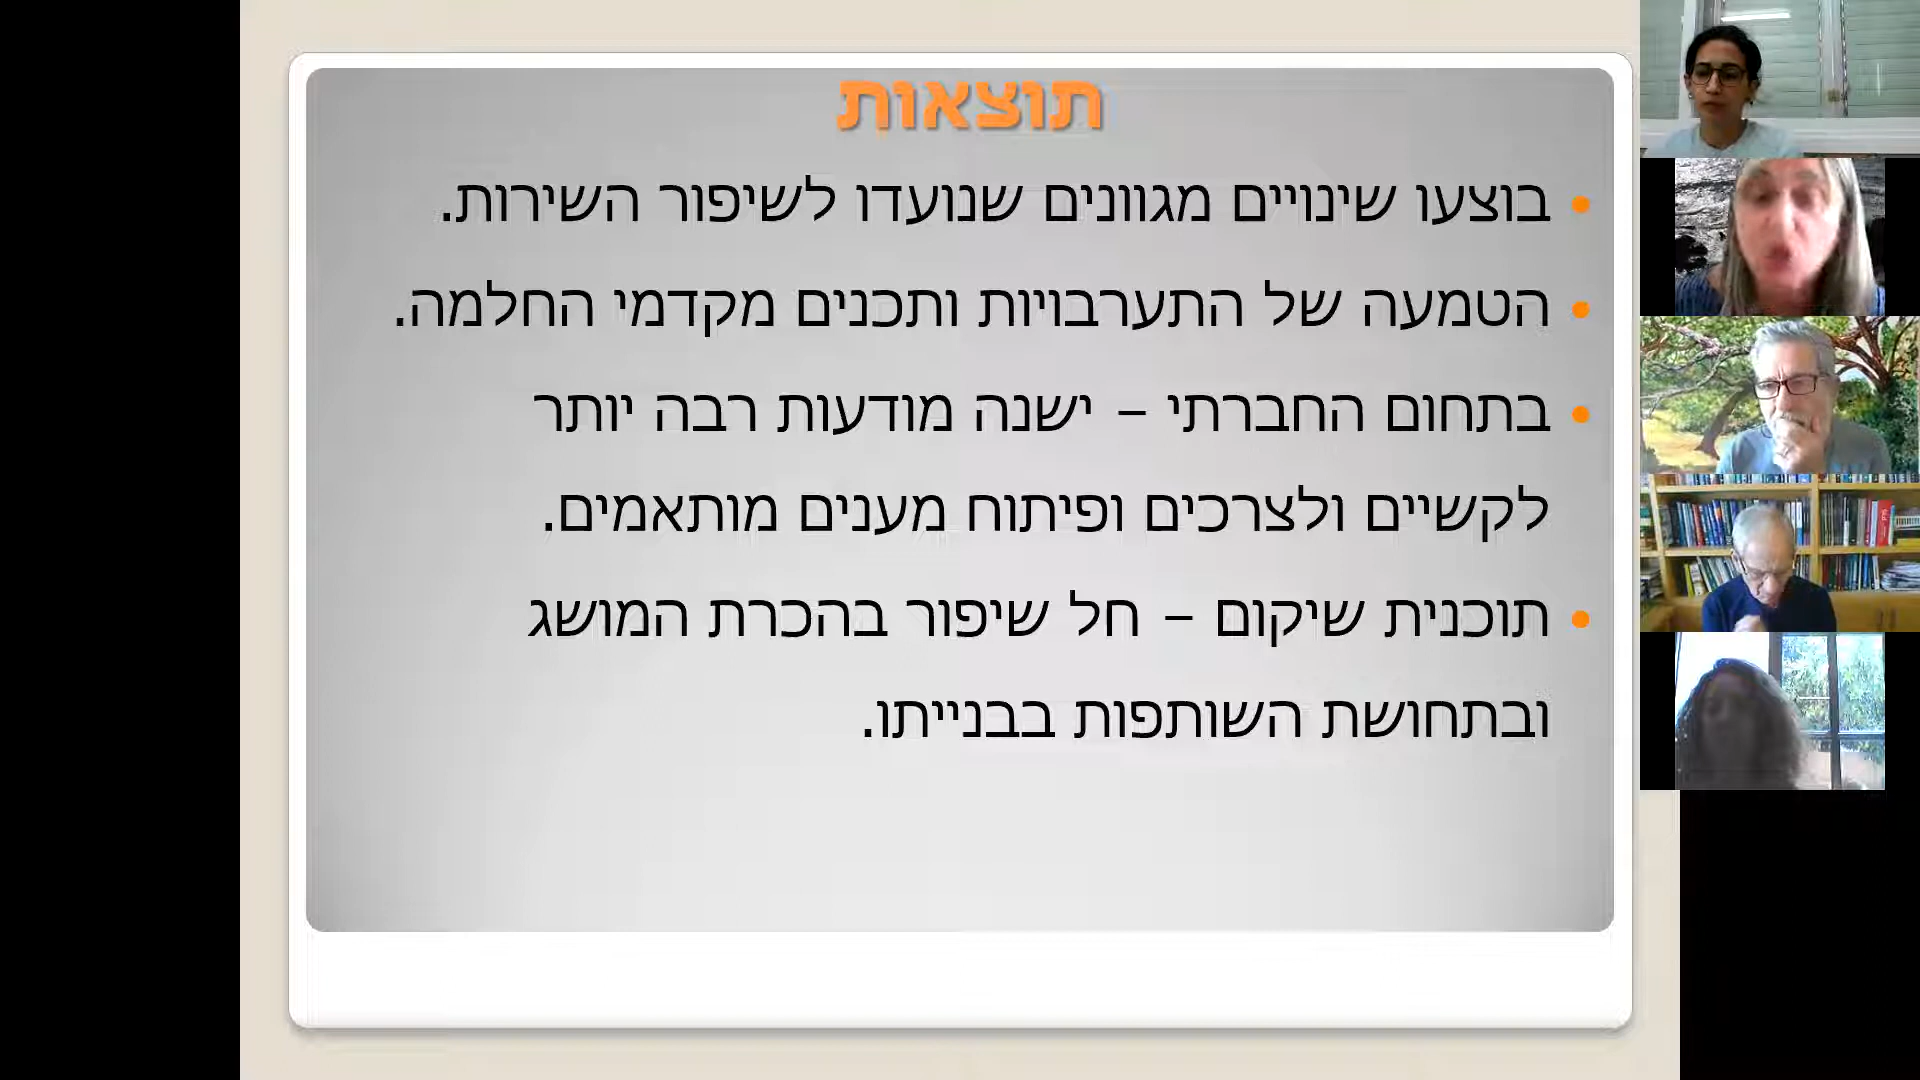 תוצאות
בוצעו שינויים מגוונים שנועדו לשיפור השירות.
הטמעה של התערבויות ותכנים מקדמי החלמה.
בתחום החברתי – ישנה מודעות רבה יותר
לקשיים ולצרכים ופיתוח מענים מותאמים.
תוכנית שיקום – חל שיפור בהכרת המושג
ובתחושת השותפות בבנייתו.